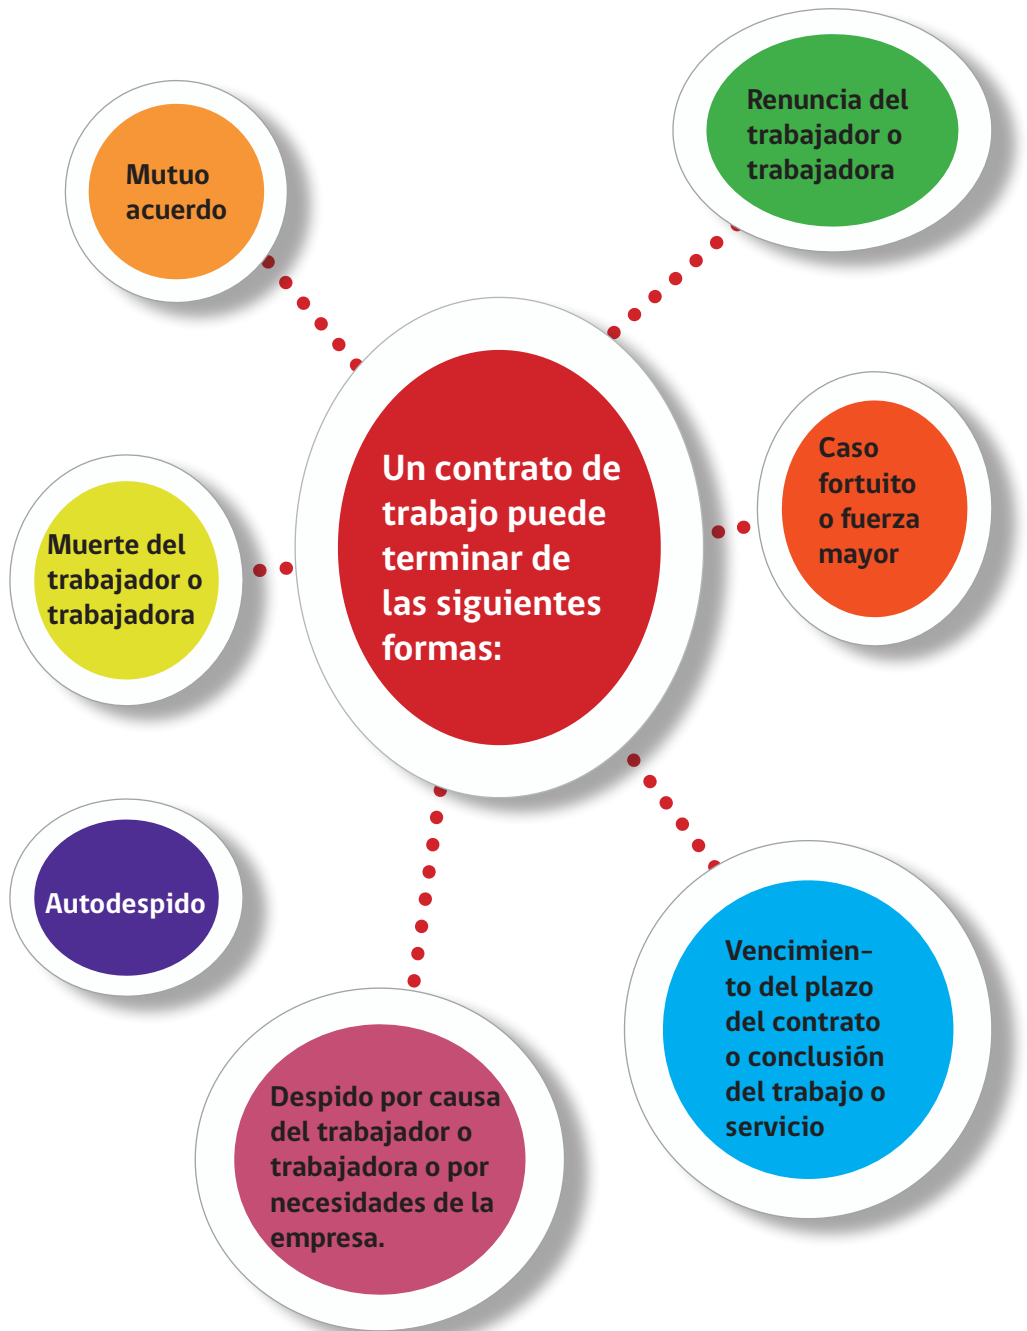 Renuncia del
trabajador o
trabajadora
Mutuo
acuerdo
Caso
fortuito
o fuerza
mayor
Un contrato de
trabajo puede
terminar de
las siguientes
formas:
Muerte del
trabajador o
trabajadora
Autodespido
Vencimien-
to del plazo
del contrato
o conclusión
del trabajo o
servicio
Despido por causa
del trabajador o
trabajadora o por
necesidades de la
empresa.